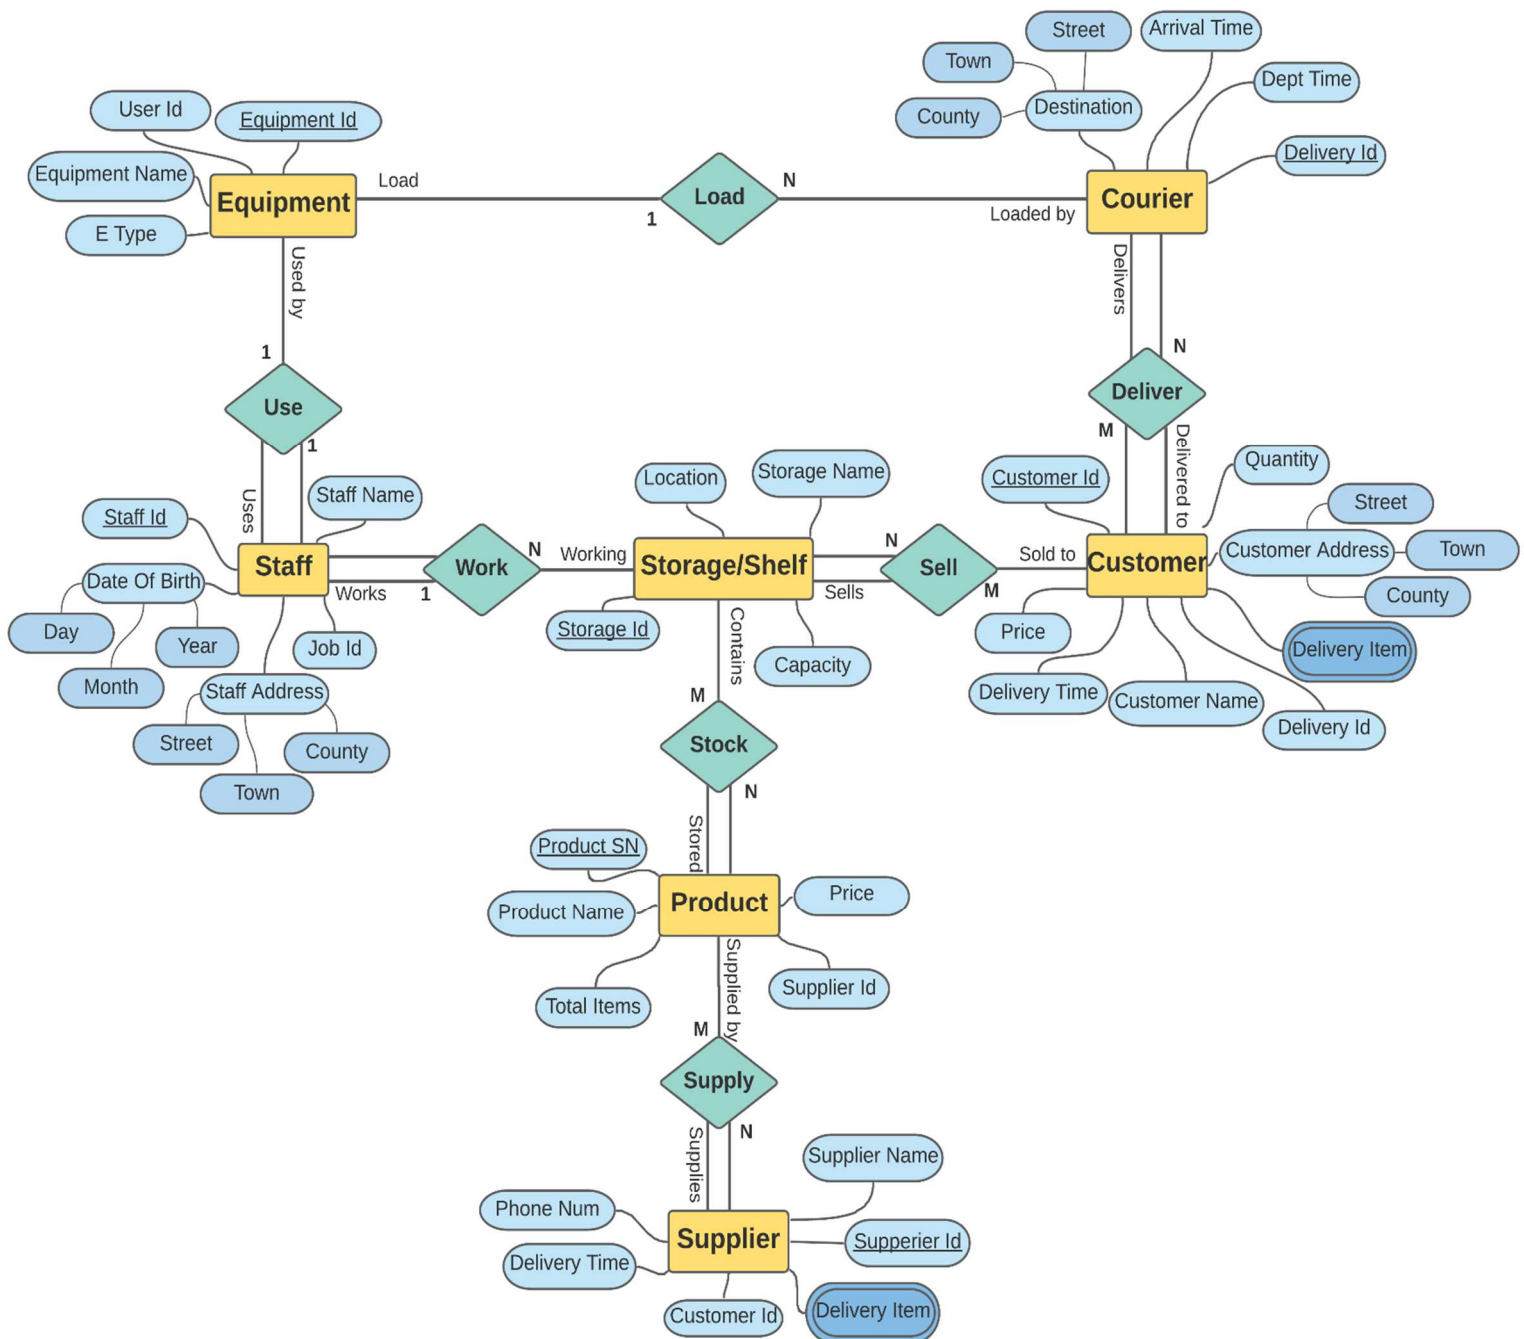 Street
Arrival Time
Town
Dept Time
User Id
Equipment Id
County
Destination
Delivery Id
Equipment Name
Equipment
Load
1
Load
N
Loaded by
Courier
E Type
Used by
Delivers
1
N
Use
Deliver
1
M
Delivered to
Uses
Staff Name
Staff Id
Location
Storage Name
Customer Id
Quantity
Street
Staff
Work
N
Working
Storage/Shelf
N
Sell
Sold to
Customer
Customer Address
Town
Date Of Birth
Works
1
Sells
M
County
Day
Year
Month
Job Id
Storage Id
Contains
Capacity
Price
Delivery Item
Staff Address
Delivery Time
Customer Name
Delivery Id
Street
County
Town
M
Stock
N
Stored
Product SN
Product Name
Product
Price
Total Items
Supplied by
Supplier Id
M
Supply
N
Supplies
Supplier Name
Phone Num
Supplier
Supperier Id
Delivery Time
Customer Id
Delivery Item